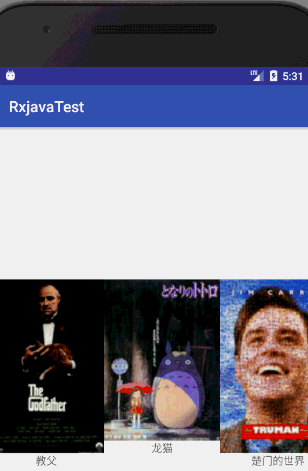 LTE 5:31
RxjavaTest
The
Godfather
となりのトトロ
JIM CARR
TRUMAN
教父
龙猫
楚门的世界